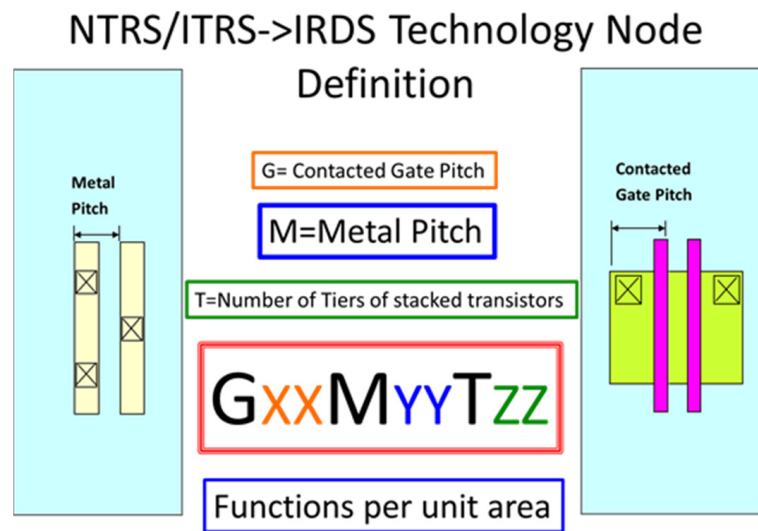 NTRS/ITRS->IRDS Technology Node
Definition
G= Contacted Gate Pitch
Metal
Pitch
M=Metal Pitch
Contacted
Gate Pitch
T=Number of Tiers of stacked transistors
GXXMYYTZZ
Functions per unit area